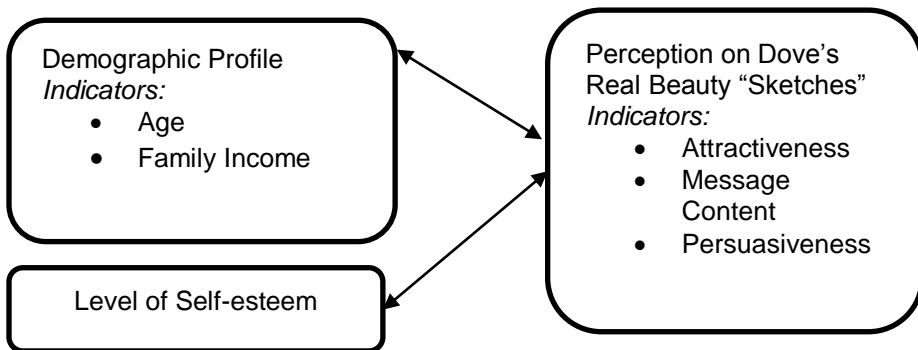 Demographic Profile
Indicators:
• Age
• Family Income
Level of Self-esteem
Perception on Dove’s
Real Beauty “Sketches”
Indicators:
• Attractiveness
• Message
Content
• Persuasiveness